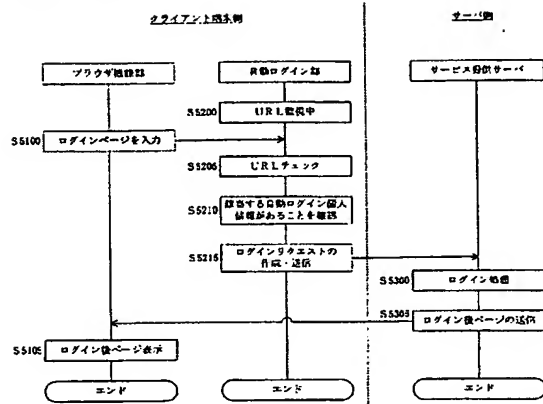 クライアント端末側
サーバ側
ブラウザ機能部
自動ログイン部
サービス提供サーバ
S5200
URL監視中
S5100
ログインページを入力
S5205
URLチェック
S5210
該当する自動ログイン個人
情報があることを確認
S5215
ログインリクエストの
作成・送信
S5300
ログイン処理
S5305
ログイン後ページの送信
S5105
ログイン後ページ表示
エンド
エンド
エンド